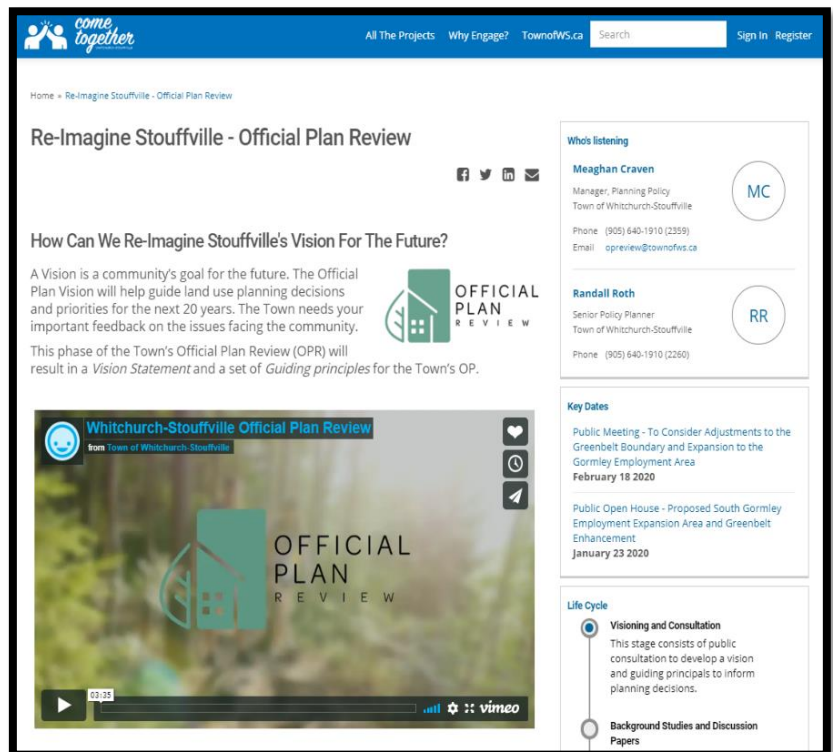 come
together
All The Projects Why Engage? TownofWS.ca Search Sign In Register
Home » Re-Imagine Stouffville - Official Plan Review
Re-Imagine Stouffville - Official Plan Review
How Can We Re-Imagine Stouffville's Vision For The Future?
A Vision is a community's goal for the future. The Official
Plan Vision will help guide land use planning decisions
and priorities for the next 20 years. The Town needs your
important feedback on the issues facing the community.
OFFICIAL
PLAN
REVIEW
This phase of the Town's Official Plan Review (OPR) will
result in a Vision Statement and a set of Guiding principles for the Town's OP.
Whitchurch-Stouffville Official Plan Review
from Town of Whitchurch-Stouffville
OFFICIAL
PLAN
REVIEW
03:35
vimeo
Who's listening
Meaghan Craven
Manager, Planning Policy
Town of Whitchurch-Stouffville
Phone (905) 640-1910 (2359)
Email opreview@townofws.ca
MC
Randall Roth
Senior Policy Planner
Town of Whitchurch-Stouffville
Phone (905) 640-1910 (2260)
RR
Key Dates
Public Meeting - To Consider Adjustments to the
Greenbelt Boundary and Expansion to the
Gormley Employment Area
February 18 2020
Public Open House - Proposed South Gormley
Employment Expansion Area and Greenbelt
Enhancement
January 23 2020
Life Cycle
Visioning and Consultation
This stage consists of public
consultation to develop a vision
and guiding principals to inform
planning decisions.
Background Studies and Discussion
Papers